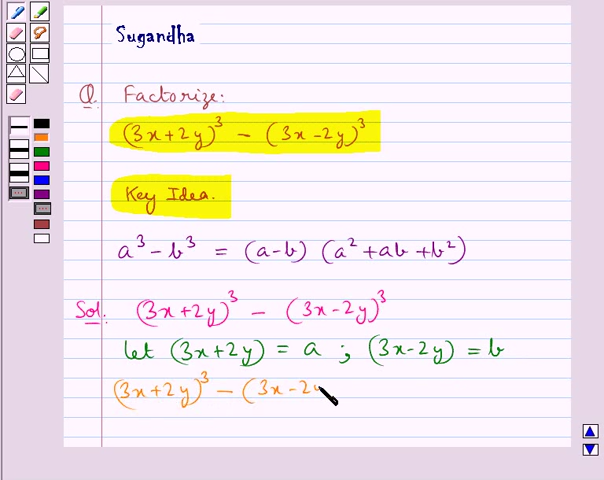 Sugandha
Q. Factorize:
(3x+2y)³ - (3x-2y)³
Key Idea.
a³ - b³ = (a-b) (a² + ab + b²)
Sol: (3x+2y)³ - (3x-2y)³
let (3x+2y) = a ; (3x-2y) = b
(3x+2y)³ - (3x-2y